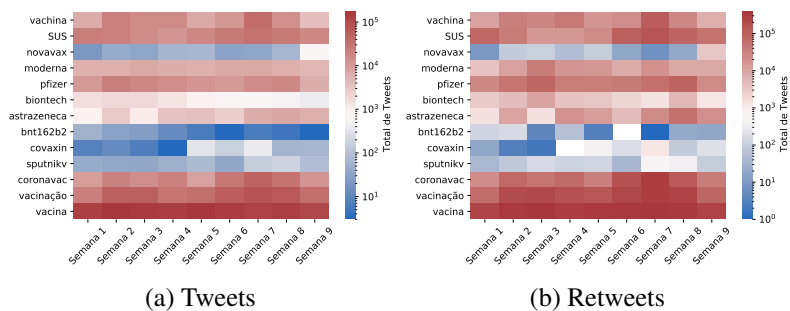 vachina
SUS
novavax
moderna
pfizer
biontech
astrazeneca
bnt162b2
covaxin
sputnikv
coronavac
vacinação
vacina
Semana 1
Semana 2
Semana 3
Semana 4
Semana 5
Semana 6
Semana 7
Semana 8
Semana 9
10^5
10^4
10^3
10^2
10^1
Total de Tweets
(a) Tweets
vachina
SUS
novavax
moderna
pfizer
biontech
astrazeneca
bnt162b2
covaxin
sputnikv
coronavac
vacinação
vacina
Semana 1
Semana 2
Semana 3
Semana 4
Semana 5
Semana 6
Semana 7
Semana 8
Semana 9
10^5
10^4
10^3
10^2
10^1
10^0
Total de Tweets
(b) Retweets